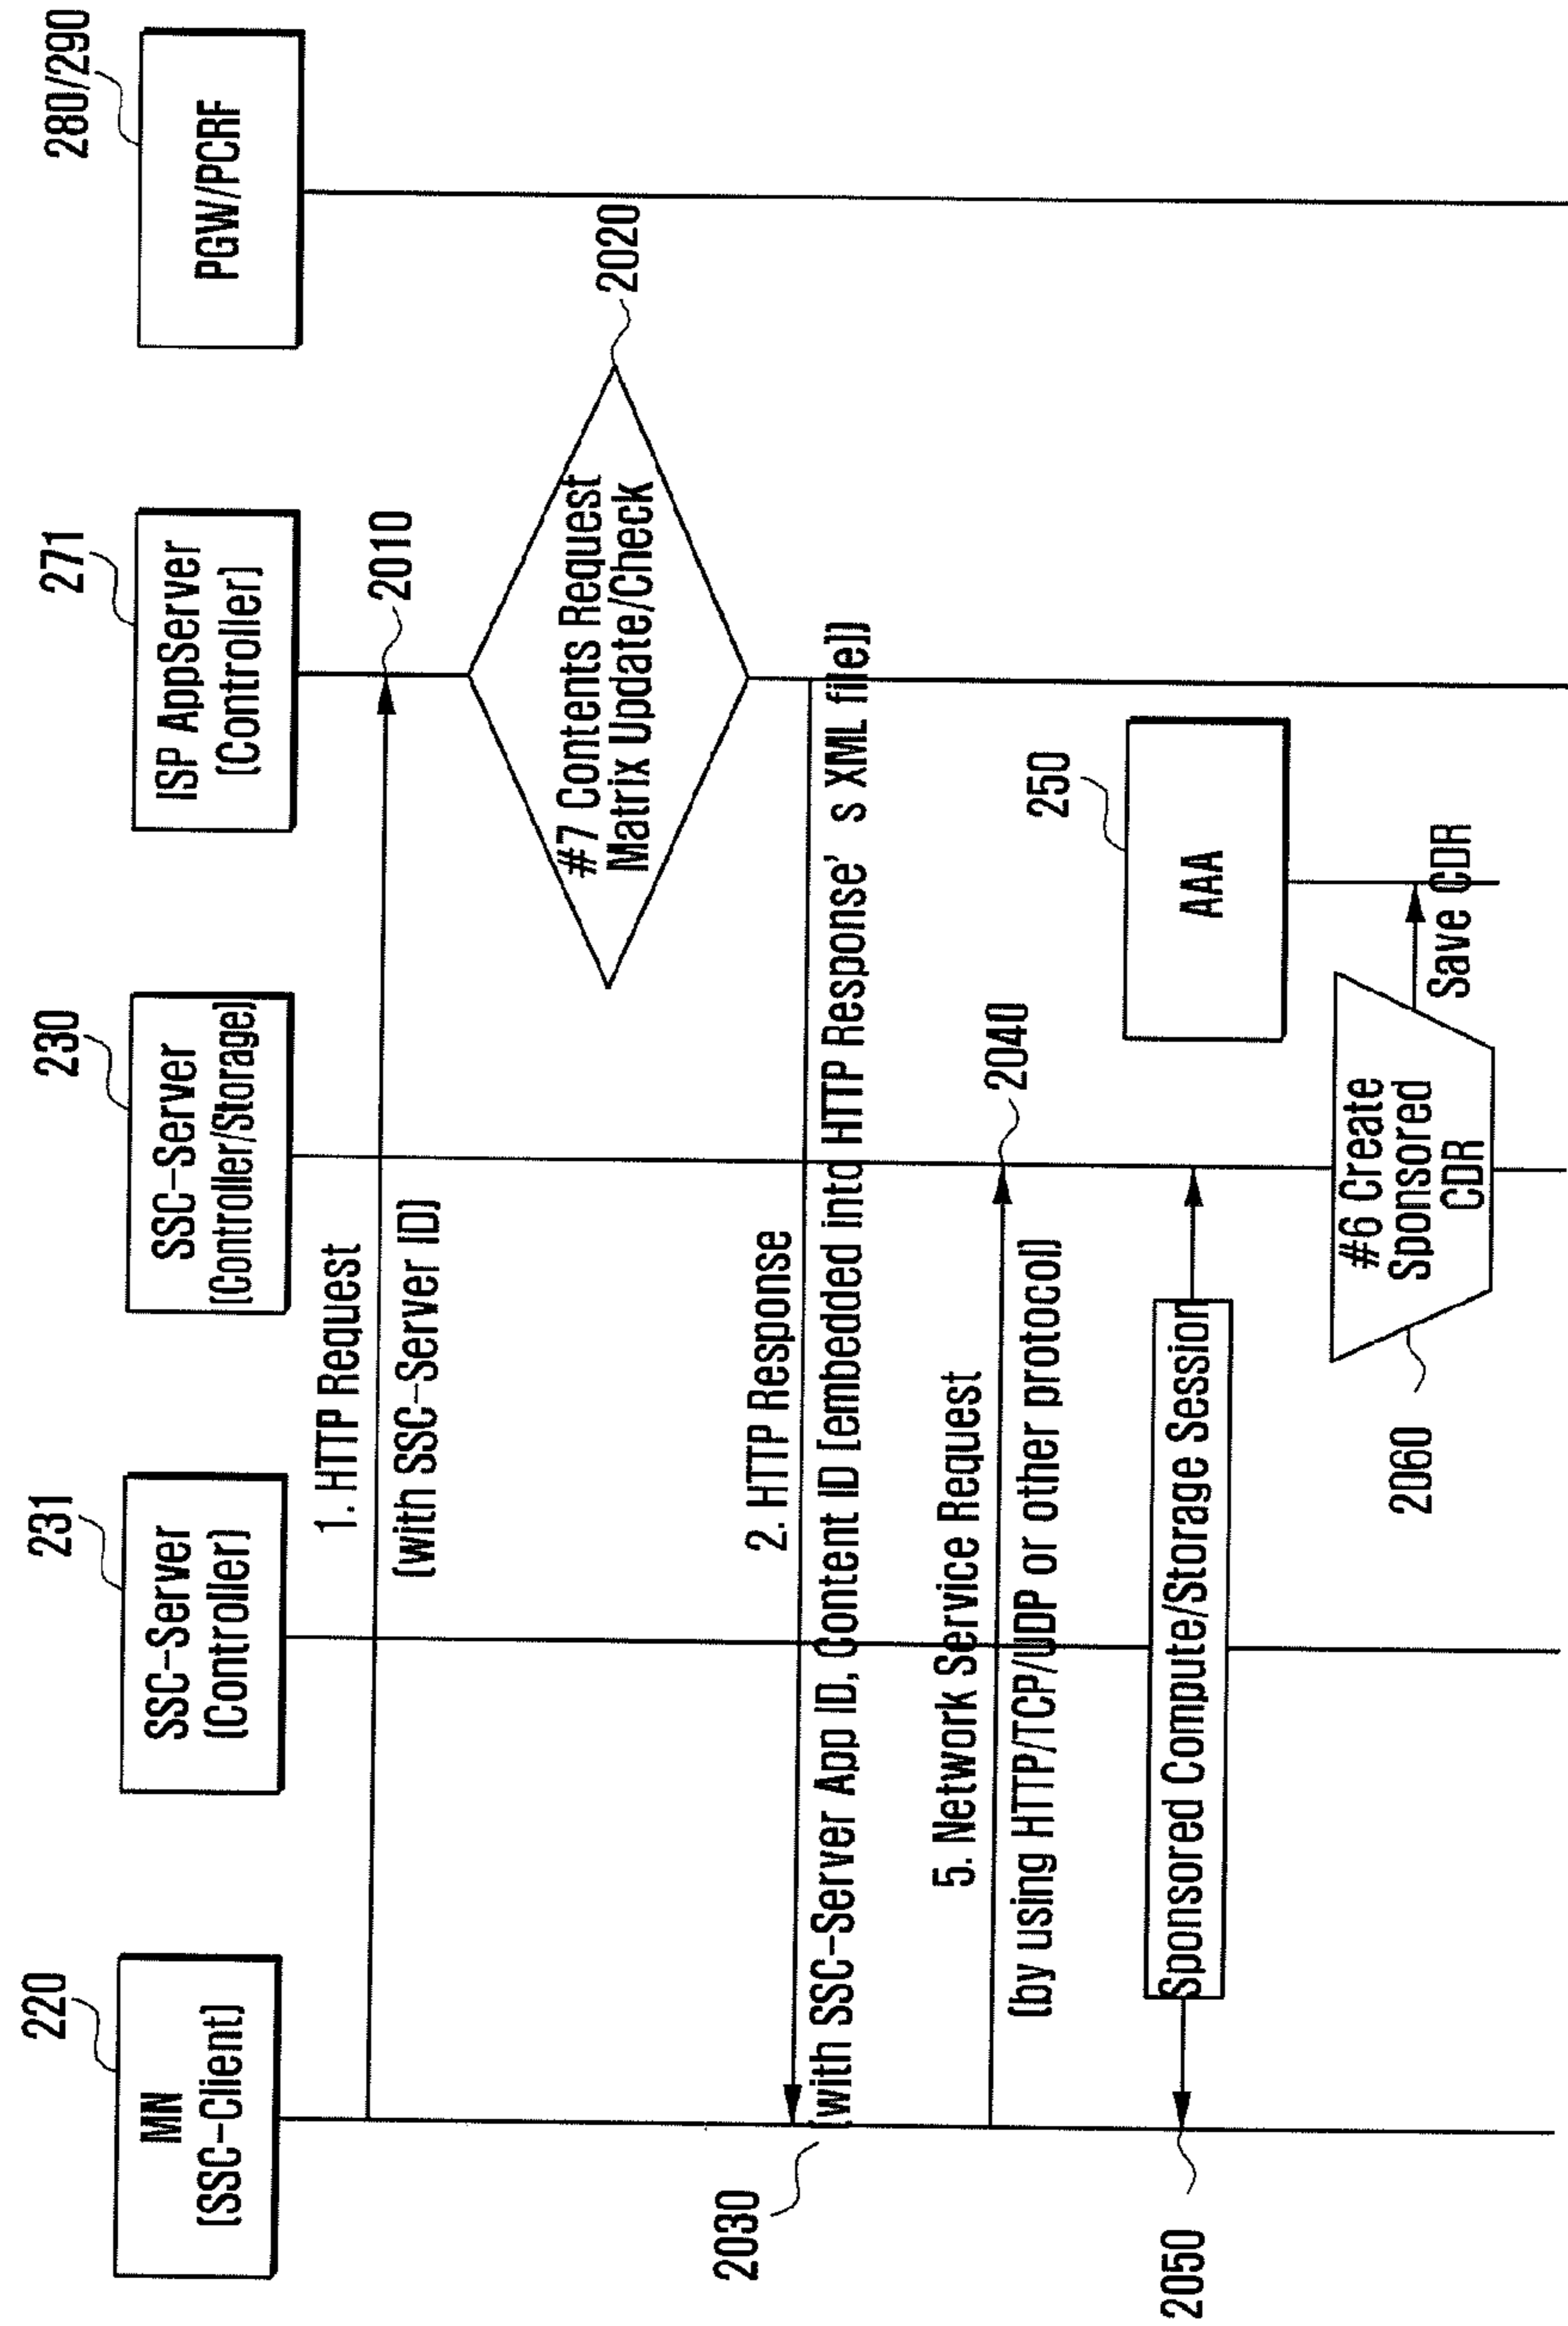 220
MN
(SSC-Client)
231
SSC-Server
(Controller)
230
SSC-Server
(Controller/Storage)
271
ISP AppServer
(Controller)
280/290
PGW/PCRF
1. HTTP Request
2010
(with SSC-Server ID)
#7 Contents Request
Matrix Update/Check
2020
2030
2. HTTP Response
(with SSC-Server App ID, Content ID [embedded into HTTP Response' s XML file])
5. Network Service Request
2040
(by using HTTP/TCP/UDP or other protocol)
250
AAA
2050
Sponsored Compute/Storage Session
2060
#6 Create
Sponsored
CDR
Save CDR